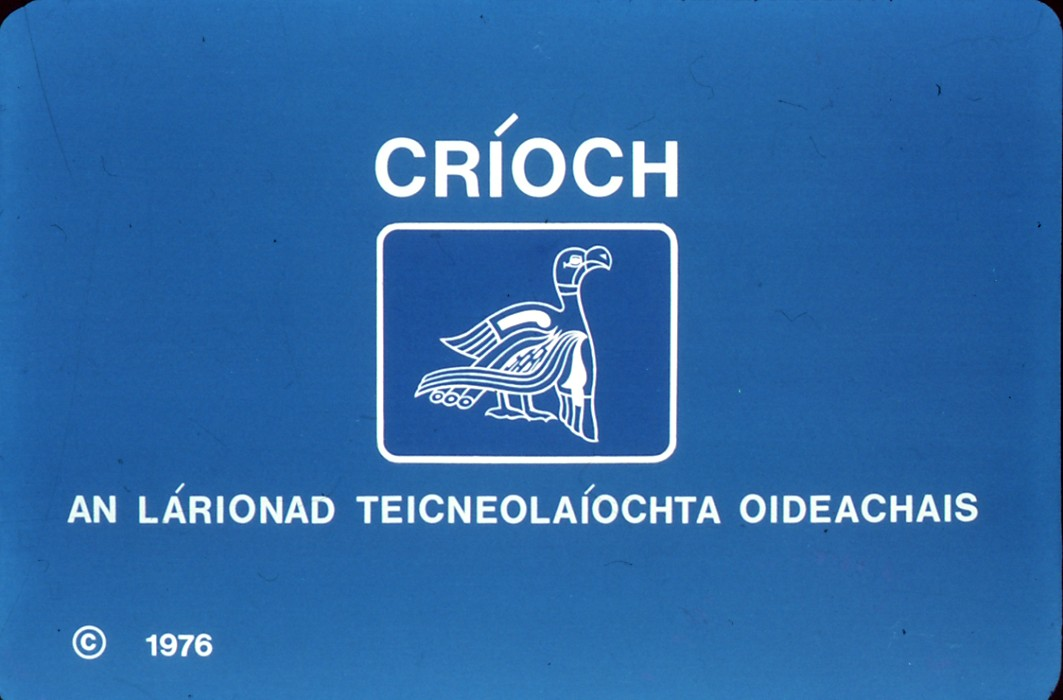 CRÍOCH
AN LÁRIONAD TEICNEOLAÍOCHTA OIDEACHAIS
© 1976